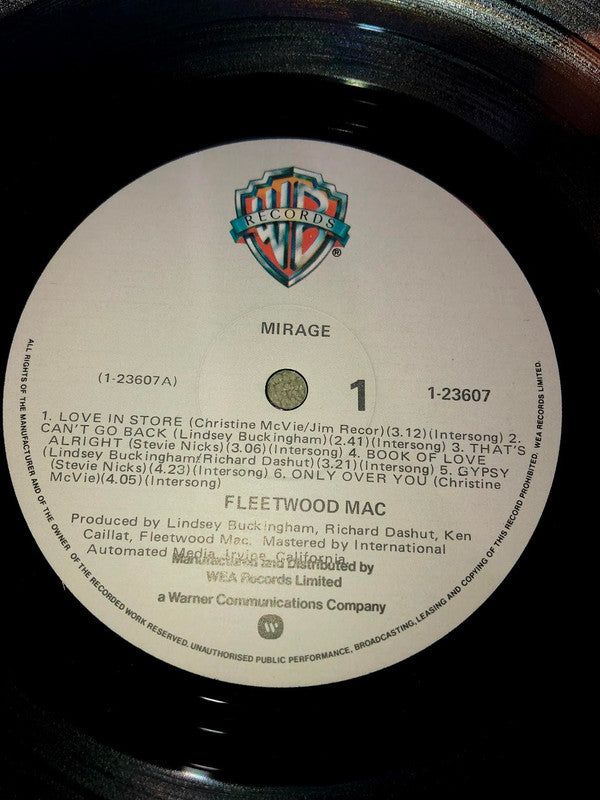 WB
RECORDS
®
MIRAGE
(1-23607A)
1
1-23607
1. LOVE IN STORE (Christine McVie/Jim Recor)(3.12)(Intersong) 2.
CAN'T GO BACK (Lindsey Buckingham)(2.41)(Intersong) 3. THAT'S
ALRIGHT (Stevie Nicks)(3.06)(Intersong) 4. BOOK OF LOVE
(Lindsey Buckingham/Richard Dashut)(3.21)(Intersong) 5. GYPSY
(Stevie Nicks)(4.23)(Intersong) 6. ONLY OVER YOU (Christine
McVie)(4.05)(Intersong)
FLEETWOOD MAC
Produced by Lindsey Buckingham, Richard Dashut, Ken
Caillat, Fleetwood Mac. Mastered by International
Automated Media, Irvine, California
Manufactured and Distributed by
WEA Records Limited
a Warner Communications Company
ALL RIGHTS OF THE MANUFACTURER AND OF THE OWNER OF THE RECORDED WORK RESERVED. UNAUTHORISED PUBLIC PERFORMANCE, BROADCASTING, LEASING AND COPYING OF THIS RECORD PROHIBITED. WEA RECORDS LIMITED.